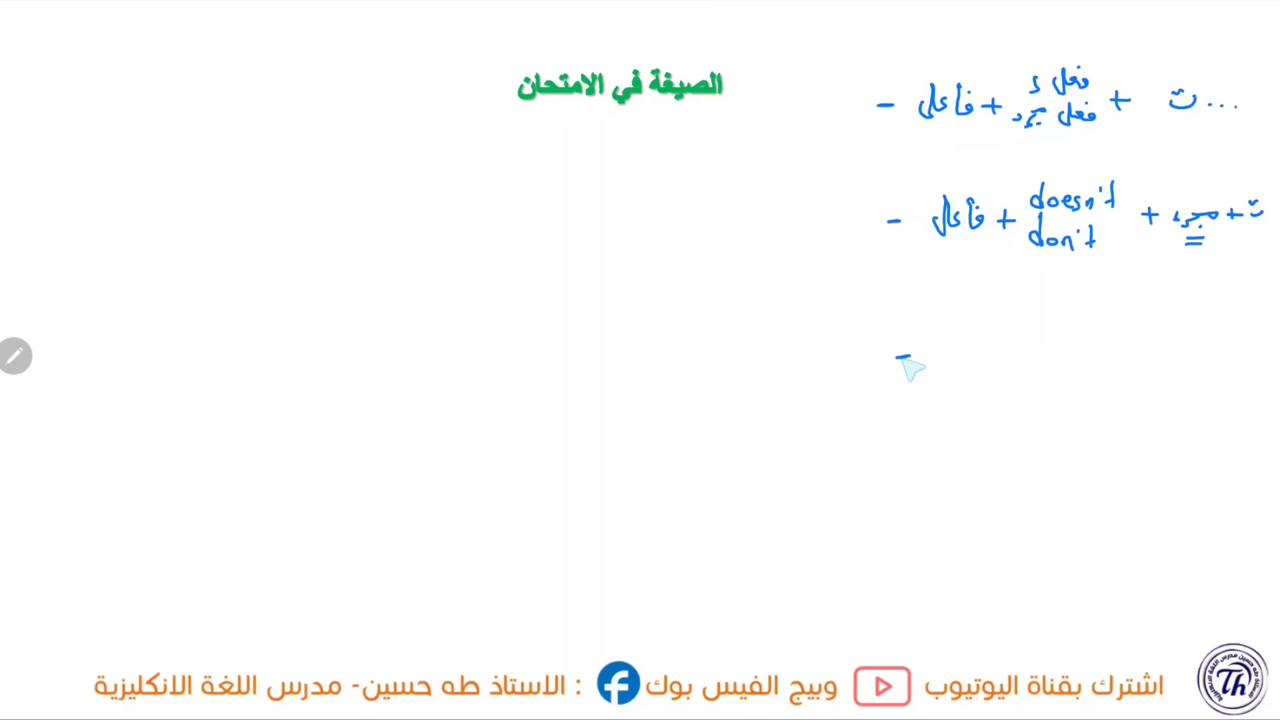 الصيغة في الامتحان
- فاعل + فعل s / فعل مجرد + ت ...
- فاعل + doesn't / don't + مجرد + ت
-
اشترك بقناة اليوتيوب وبيج الفيس بوك : الاستاذ طه حسين- مدرس اللغة الانكليزية
Th